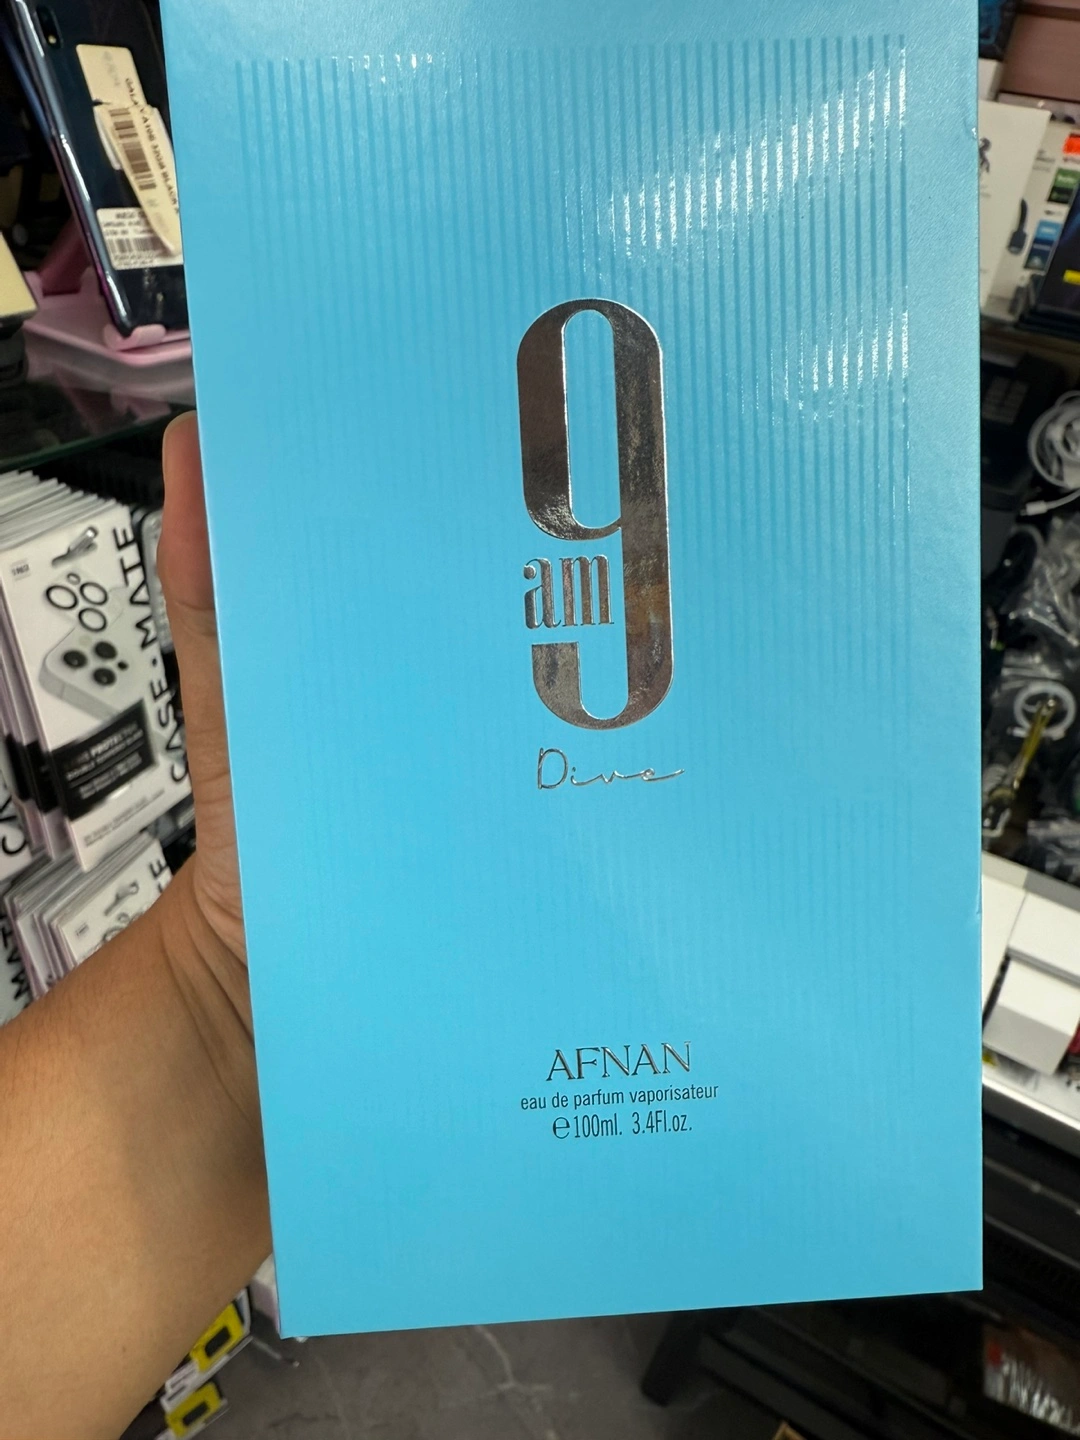 9
am
Dive
AFNAN
eau de parfum vaporisateur
℮100ml. 3.4Fl.oz.
CASE·MATE